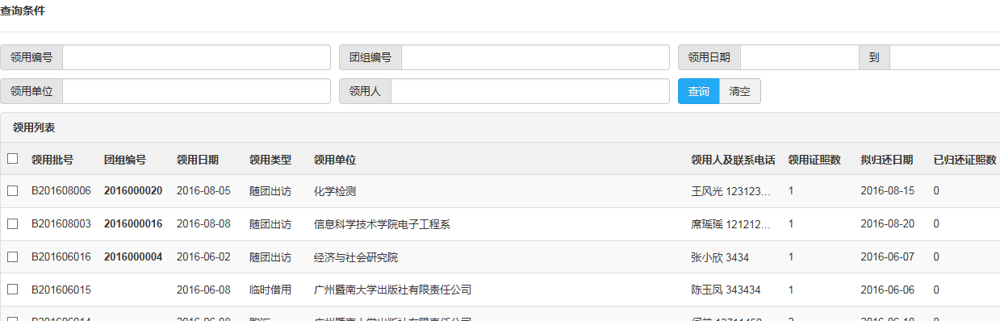 查询条件
领用编号 团组编号 领用日期 到
领用单位 领用人 查询 清空
领用列表
领用批号 团组编号 领用日期 领用类型 领用单位 领用人及联系电话 领用证照数 拟归还日期 已归还证照数
B201608006 2016000020 2016-08-05 随团出访 化学检测 王风光 123123... 1 2016-08-15 0
B201608003 2016000016 2016-08-08 随团出访 信息科学技术学院电子工程系 席瑶瑶 121212... 1 2016-08-20 0
B201606016 2016000004 2016-06-02 随团出访 经济与社会研究院 张小欣 3434 1 2016-06-07 0
B201606015 2016-06-08 临时借用 广州暨南大学出版社有限责任公司 陈玉凤 343434 1 2016-06-06 0